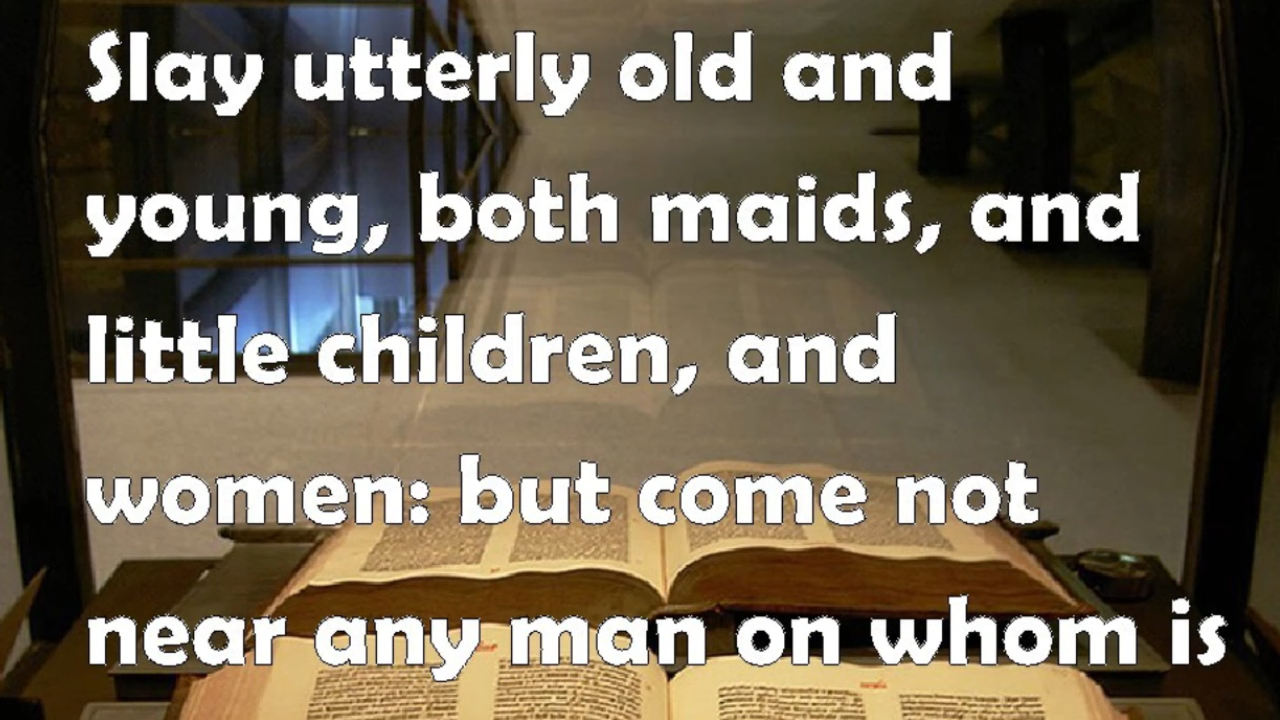 Slay utterly old and
young, both maids, and
little children, and
women: but come not
near any man on whom is